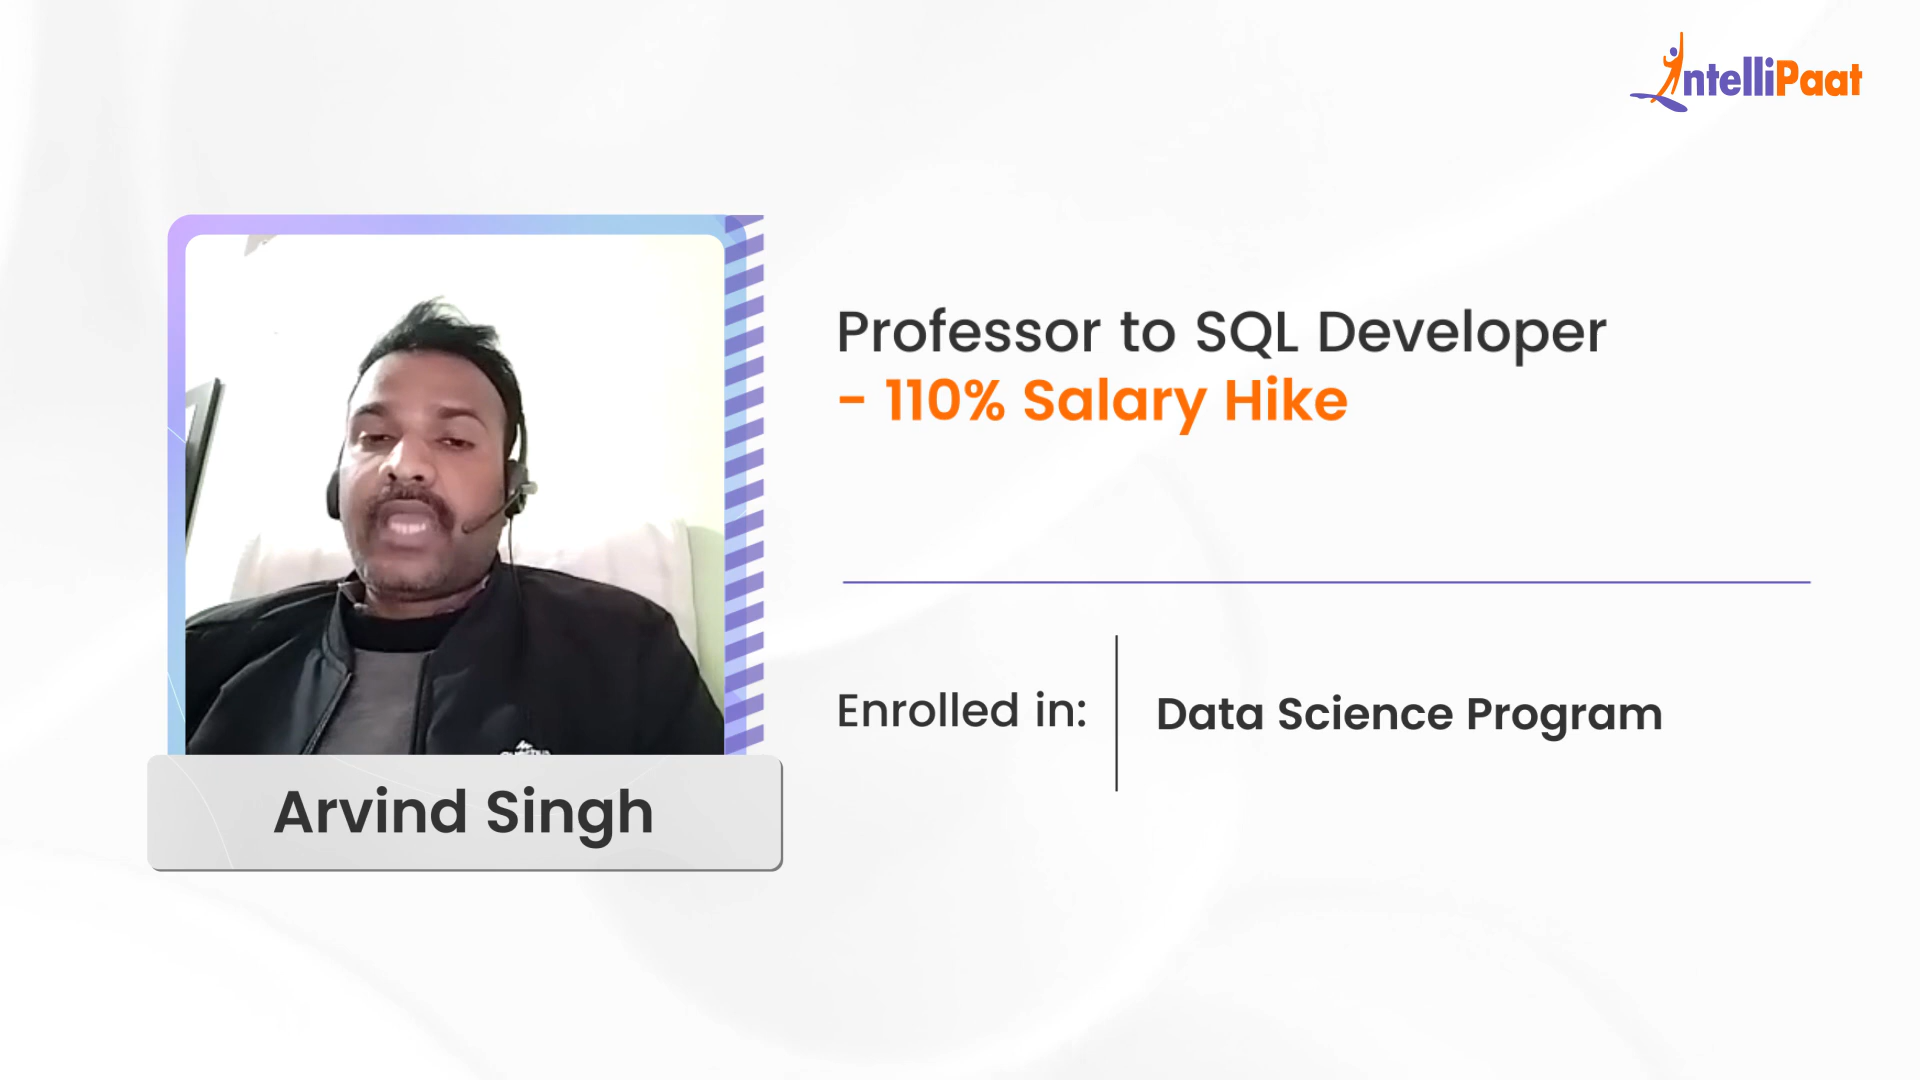 IntelliPaat
Professor to SQL Developer
- 110% Salary Hike
Enrolled in:
Data Science Program
Arvind Singh